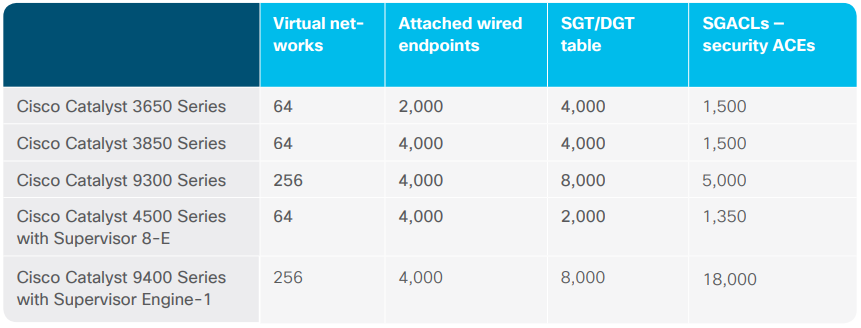 Virtual net-
works
Attached wired
endpoints
SGT/DGT
table
SGACLs –
security ACEs
Cisco Catalyst 3650 Series 64 2,000 4,000 1,500
Cisco Catalyst 3850 Series 64 4,000 4,000 1,500
Cisco Catalyst 9300 Series 256 4,000 8,000 5,000
Cisco Catalyst 4500 Series
with Supervisor 8-E
64 4,000 2,000 1,350
Cisco Catalyst 9400 Series
with Supervisor Engine-1
256 4,000 8,000 18,000